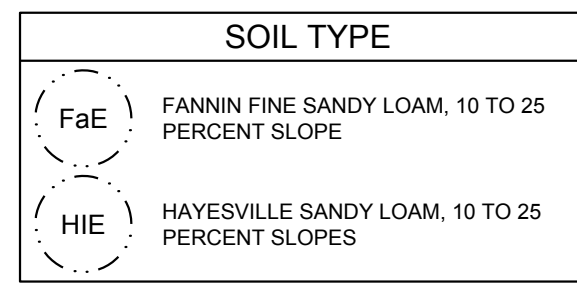 SOIL TYPE
FaE
FANNIN FINE SANDY LOAM, 10 TO 25
PERCENT SLOPE
HIE
HAYESVILLE SANDY LOAM, 10 TO 25
PERCENT SLOPES